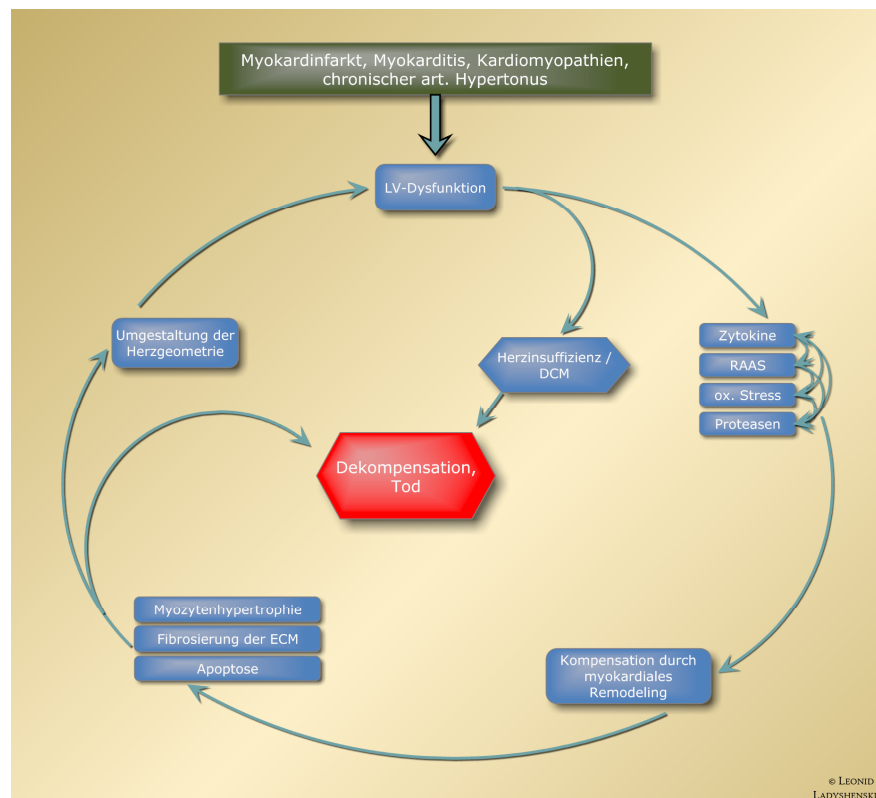 Myokardinfarkt, Myokarditis, Kardiomyopathien,
chronischer art. Hypertonus
LV-Dysfunktion
Umgestaltung der
Herzgeometrie
Herzinsuffizienz /
DCM
Zytokine
RAAS
ox. Stress
Proteasen
Dekompensation,
Tod
Myozytenhypertrophie
Fibrosierung der ECM
Apoptose
Kompensation durch
myokardiales
Remodeling
© LEONID
LADYSHENSKI